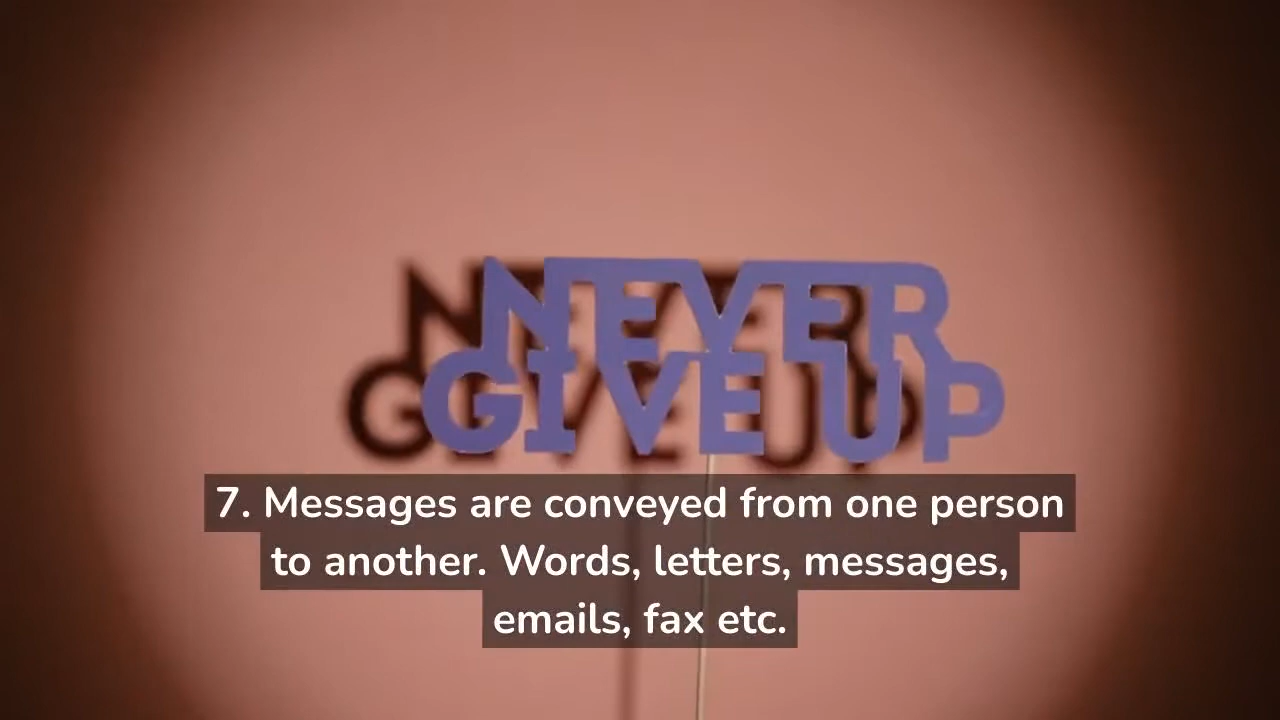 NEVER
GIVE UP
7. Messages are conveyed from one person
to another. Words, letters, messages,
emails, fax etc.